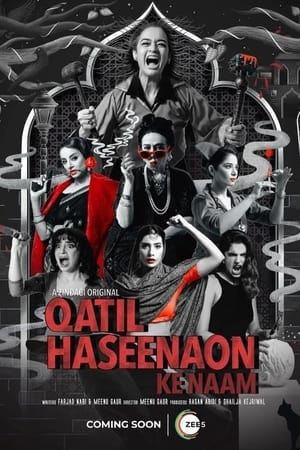 A ZINDAGI ORIGINAL
QATIL
HASEENAON
KE NAAM
WRITERS FARJAD NABI & MEENU GAUR DIRECTOR MEENU GAUR PRODUCERS HASAN ABIDI & SHAILJA KEJRIWAL
COMING SOON ZEE5